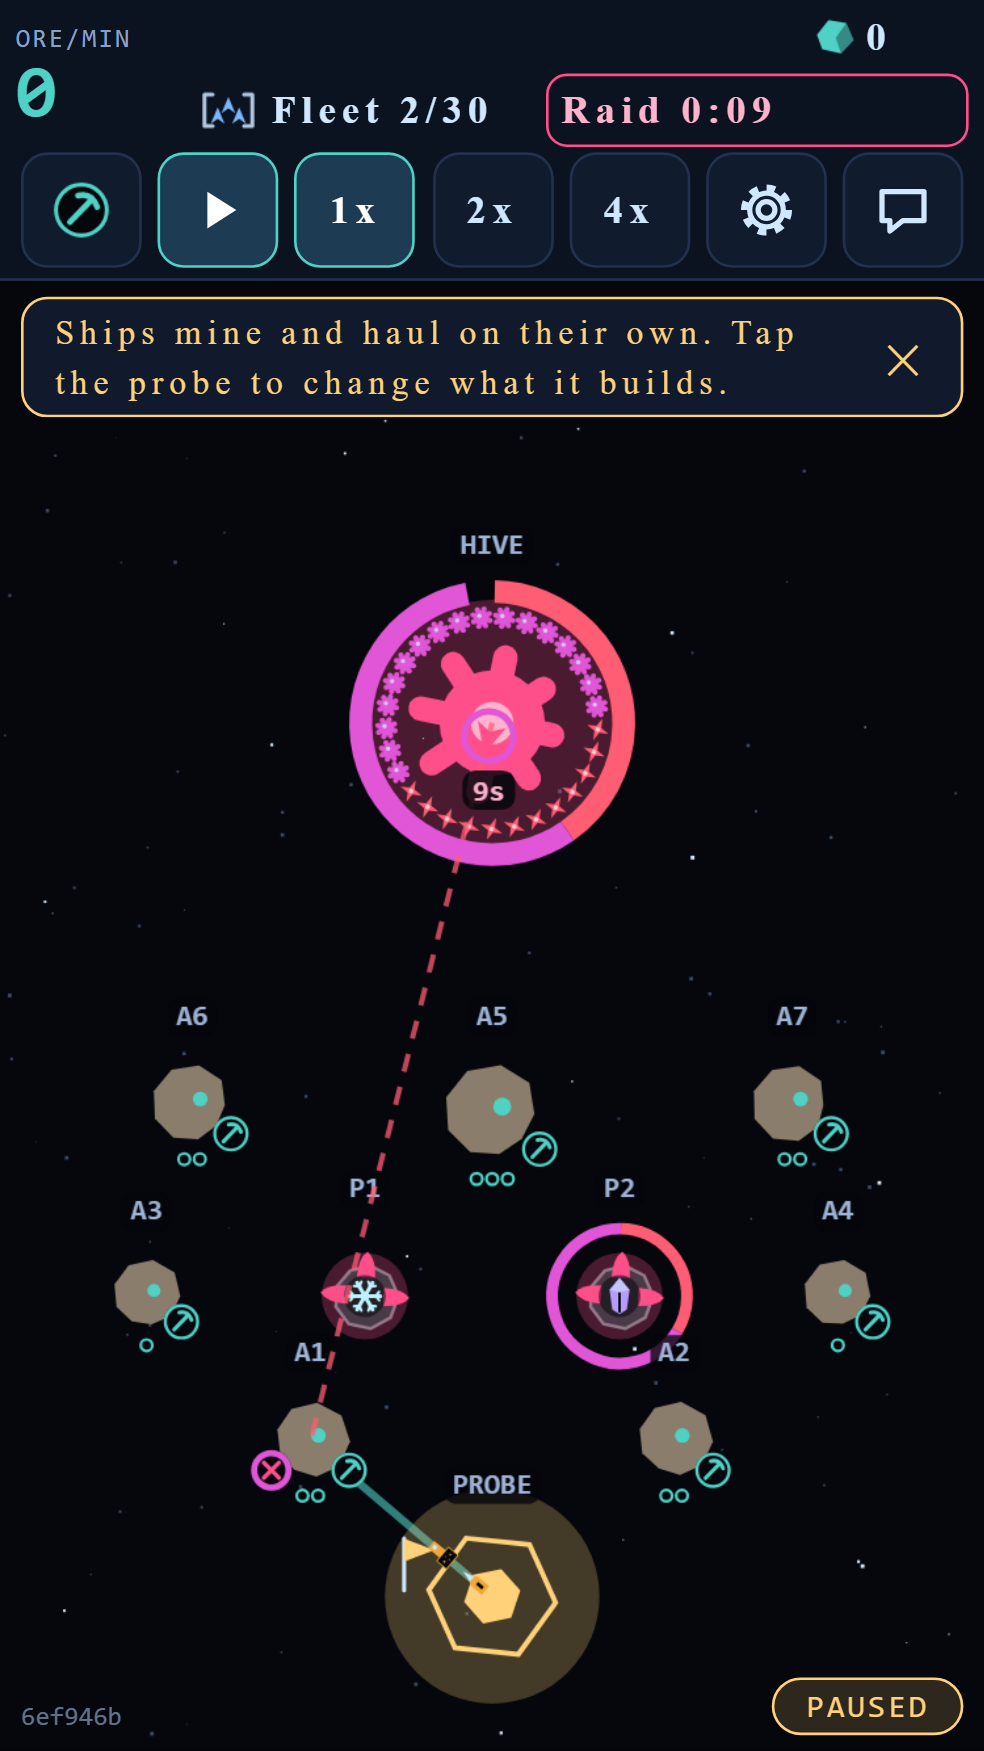 ORE/MIN
0
0
Fleet 2/30
Raid 0:09
1x
2x
4x
Ships mine and haul on their own. Tap
the probe to change what it builds.
HIVE
9s
A6
A5
A7
A3
P1
P2
A4
A1
A2
PROBE
6ef946b
PAUSED